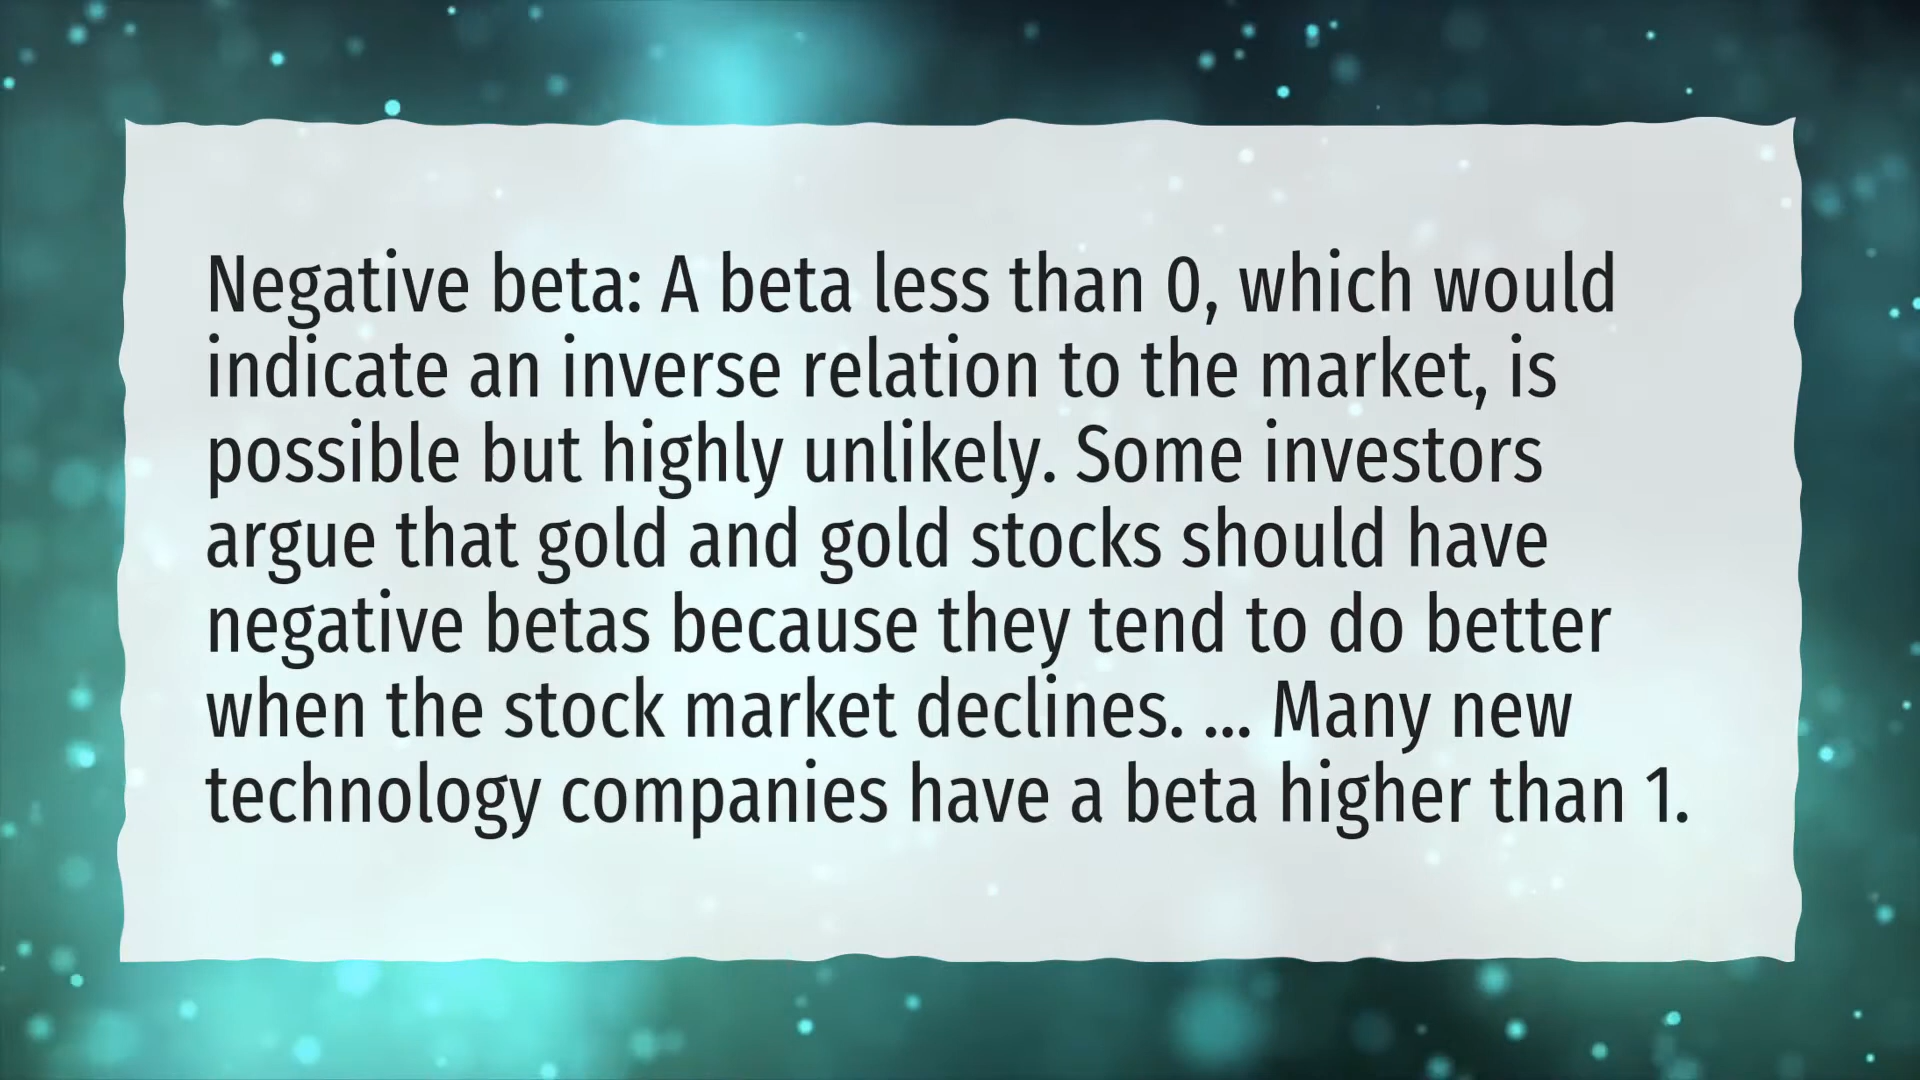 Negative beta: A beta less than 0, which would
indicate an inverse relation to the market, is
possible but highly unlikely. Some investors
argue that gold and gold stocks should have
negative betas because they tend to do better
when the stock market declines. ... Many new
technology companies have a beta higher than 1.